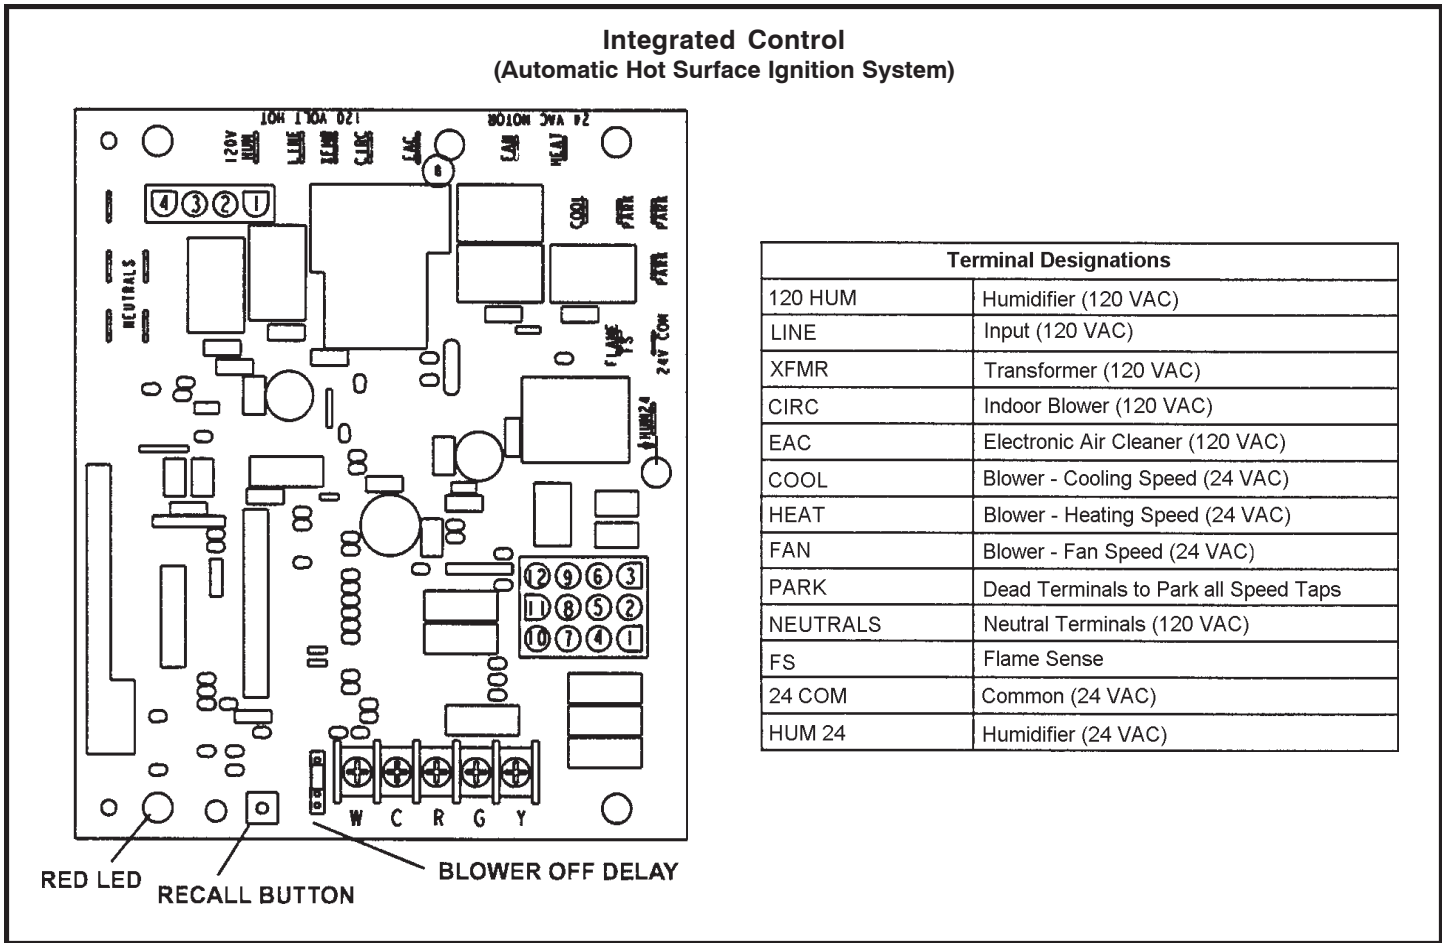 Integrated Control
(Automatic Hot Surface Ignition System)
120 VOLT HOT
24 VAC MOTOR
120V
HUM
LINE
XFMR
CIRC
EAC
FAN
HEAT
4 3 2 1
COOL
PARK
PARK
NEUTRALS
PARK
FLAME
FS
24V COM
HUM24
12 9 6 3
11 8 5 2
10 7 4 1
W C R G Y
RED LED
RECALL BUTTON
BLOWER OFF DELAY
Terminal Designations
120 HUM Humidifier (120 VAC)
LINE Input (120 VAC)
XFMR Transformer (120 VAC)
CIRC Indoor Blower (120 VAC)
EAC Electronic Air Cleaner (120 VAC)
COOL Blower - Cooling Speed (24 VAC)
HEAT Blower - Heating Speed (24 VAC)
FAN Blower - Fan Speed (24 VAC)
PARK Dead Terminals to Park all Speed Taps
NEUTRALS Neutral Terminals (120 VAC)
FS Flame Sense
24 COM Common (24 VAC)
HUM 24 Humidifier (24 VAC)